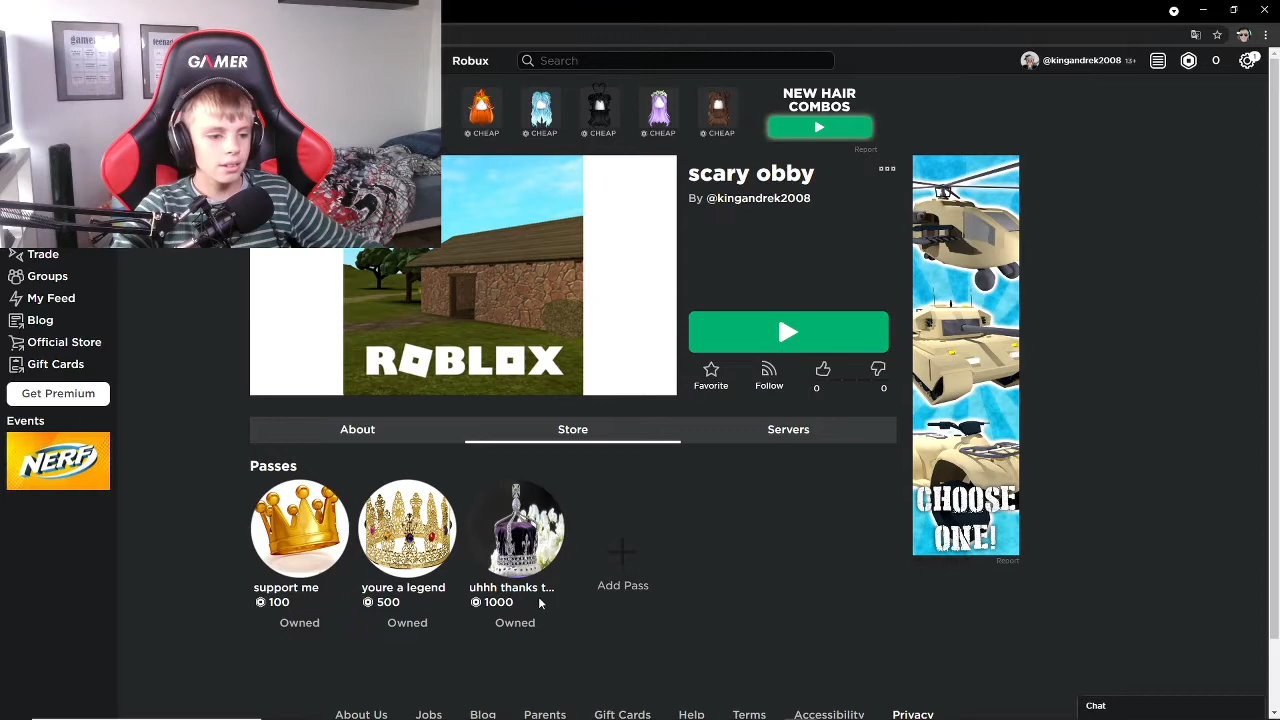 GAMER
gamer
Robux
Search
@kingandrek2008 13+
0
1
CHEAP
CHEAP
CHEAP
CHEAP
CHEAP
NEW HAIR
COMBOS
Report
scary obby
By @kingandrek2008
ROBLOX
Favorite
Follow
0
0
Trade
Groups
My Feed
Blog
Official Store
Gift Cards
Get Premium
Events
NERF
About
Store
Servers
Passes
support me
100
Owned
youre a legend
500
Owned
uhhh thanks t...
1000
Owned
Add Pass
CHOOSE
ONE!
Report
Chat
About Us
Jobs
Blog
Parents
Gift Cards
Help
Terms
Accessibility
Privacy